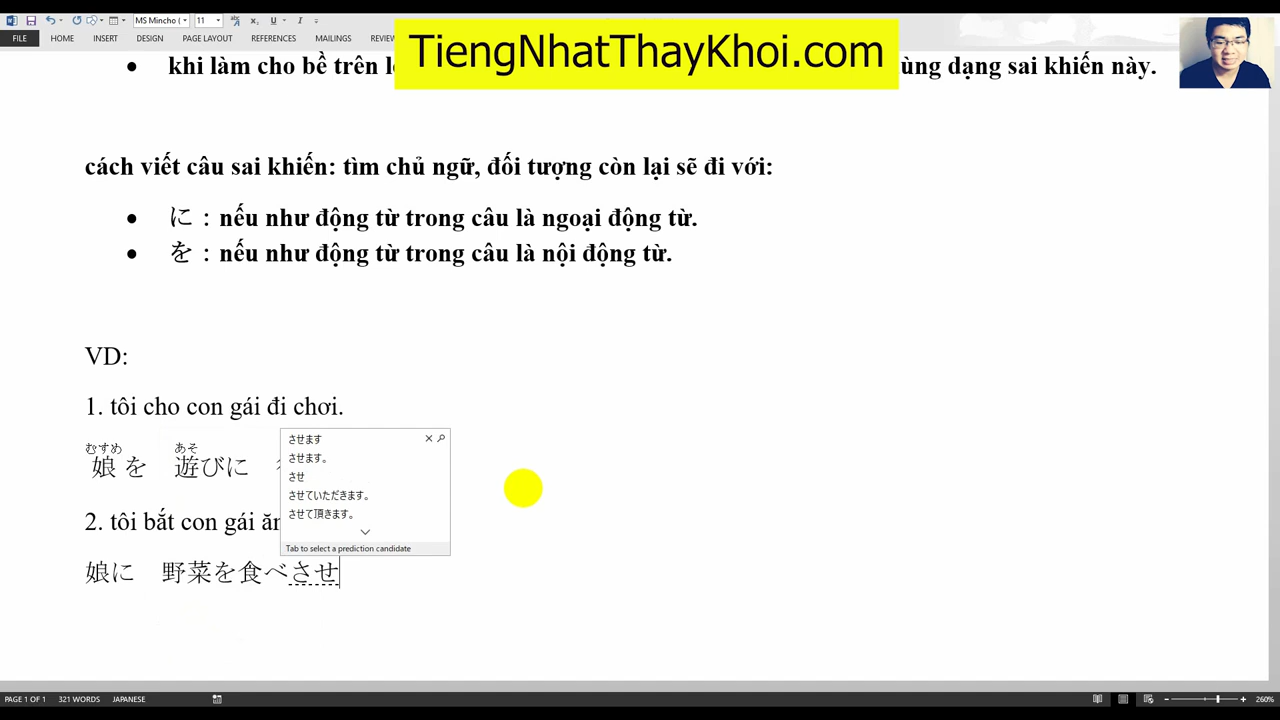 MS Mincho (
11
FILE HOME INSERT DESIGN PAGE LAYOUT REFERENCES MAILINGS
TiengNhatThayKhoi.com
khi làm cho bề trên
ùng dạng sai khiến này.
cách viết câu sai khiến: tìm chủ ngữ, đối tượng còn lại sẽ đi với:
に : nếu như động từ trong câu là ngoại động từ.
を : nếu như động từ trong câu là nội động từ.
VD:
1. tôi cho con gái đi chơi.
むすめ あそ
娘を 遊びに
させます
させます。
させ
させていただきます。
させて頂きます。
Tab to select a prediction candidate
2. tôi bắt con gái
娘に 野菜を食べさせ
PAGE 1 OF 1 321 WORDS JAPANESE
260%